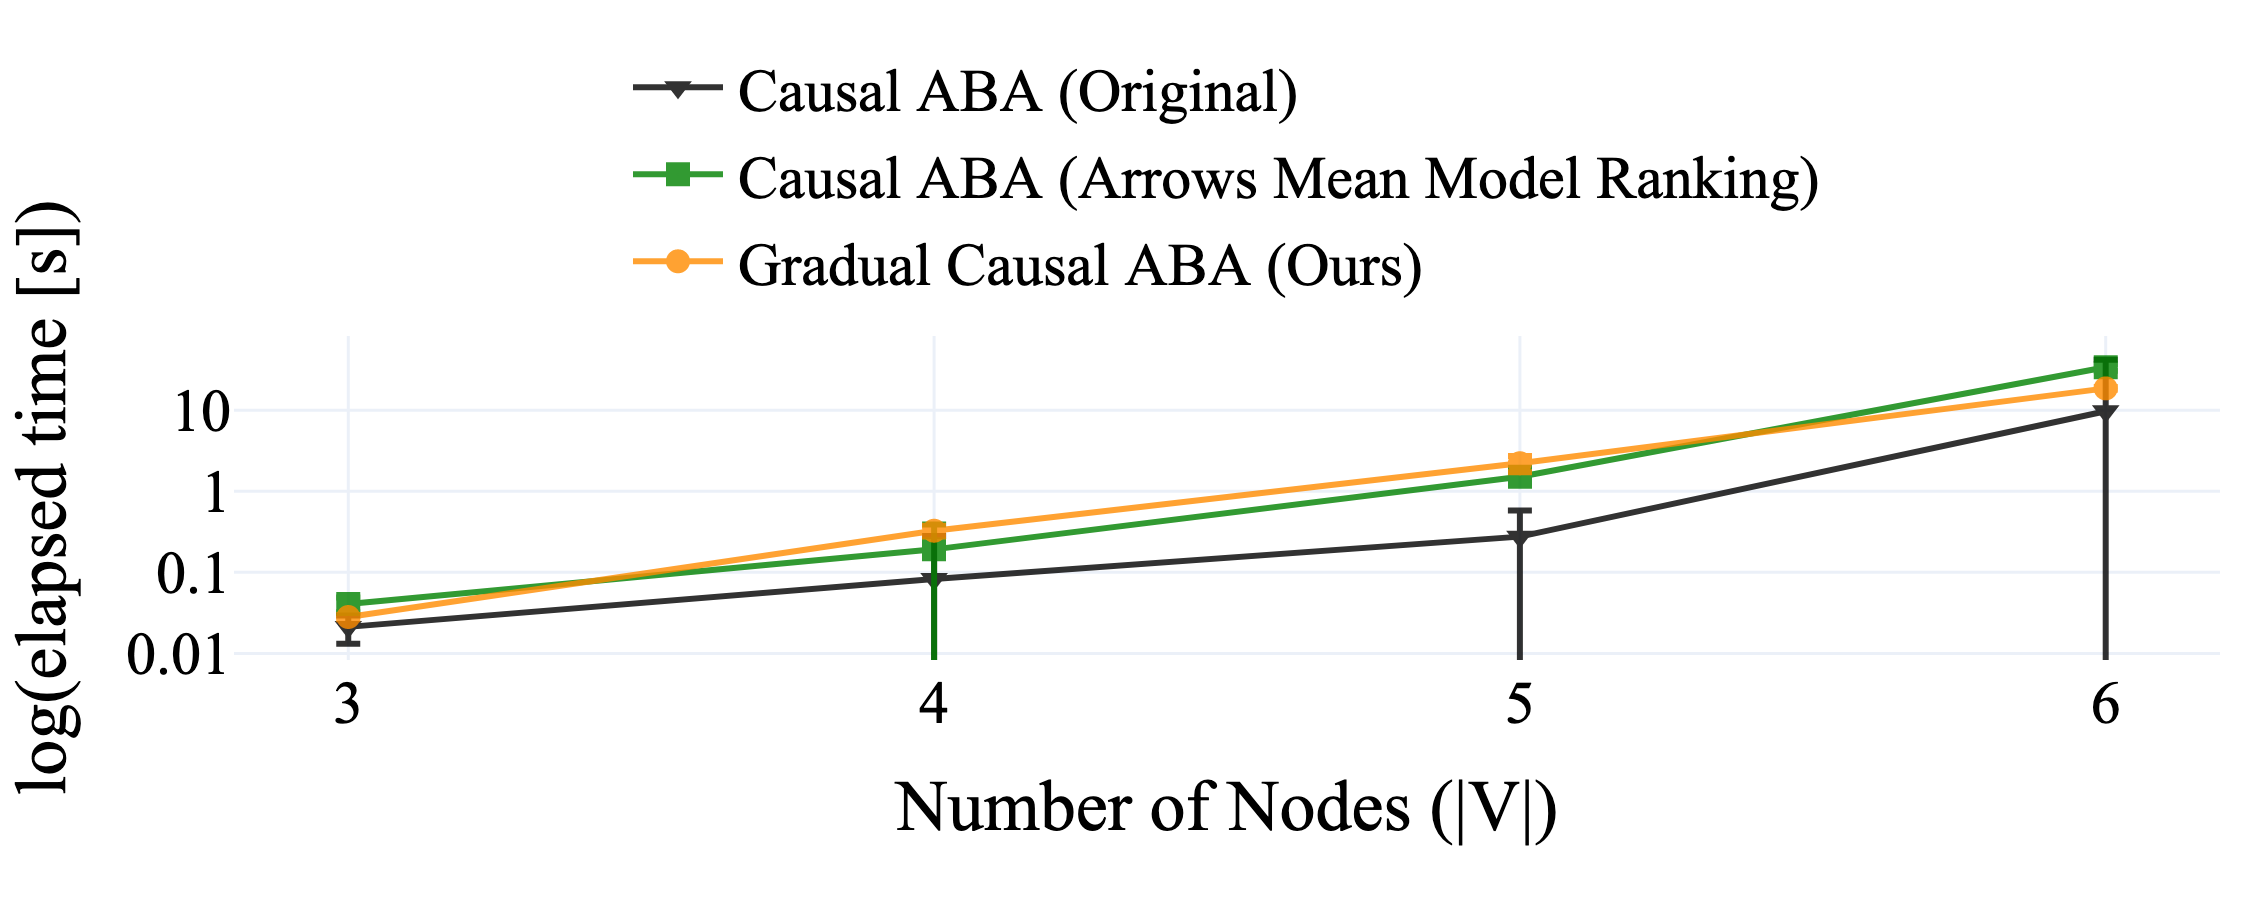 Causal ABA (Original)
Causal ABA (Arrows Mean Model Ranking)
Gradual Causal ABA (Ours)
log(elapsed time [s])
10
1
0.1
0.01
3
4
5
6
Number of Nodes (|V|)